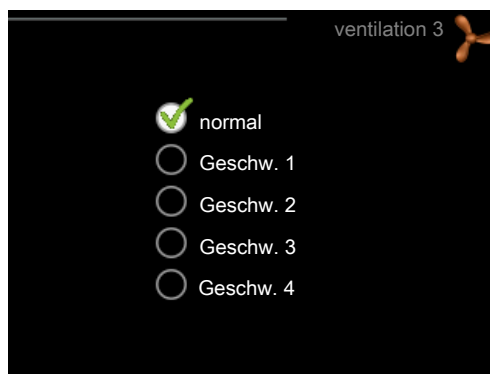 ventilation 3
normal
Geschw. 1
Geschw. 2
Geschw. 3
Geschw. 4